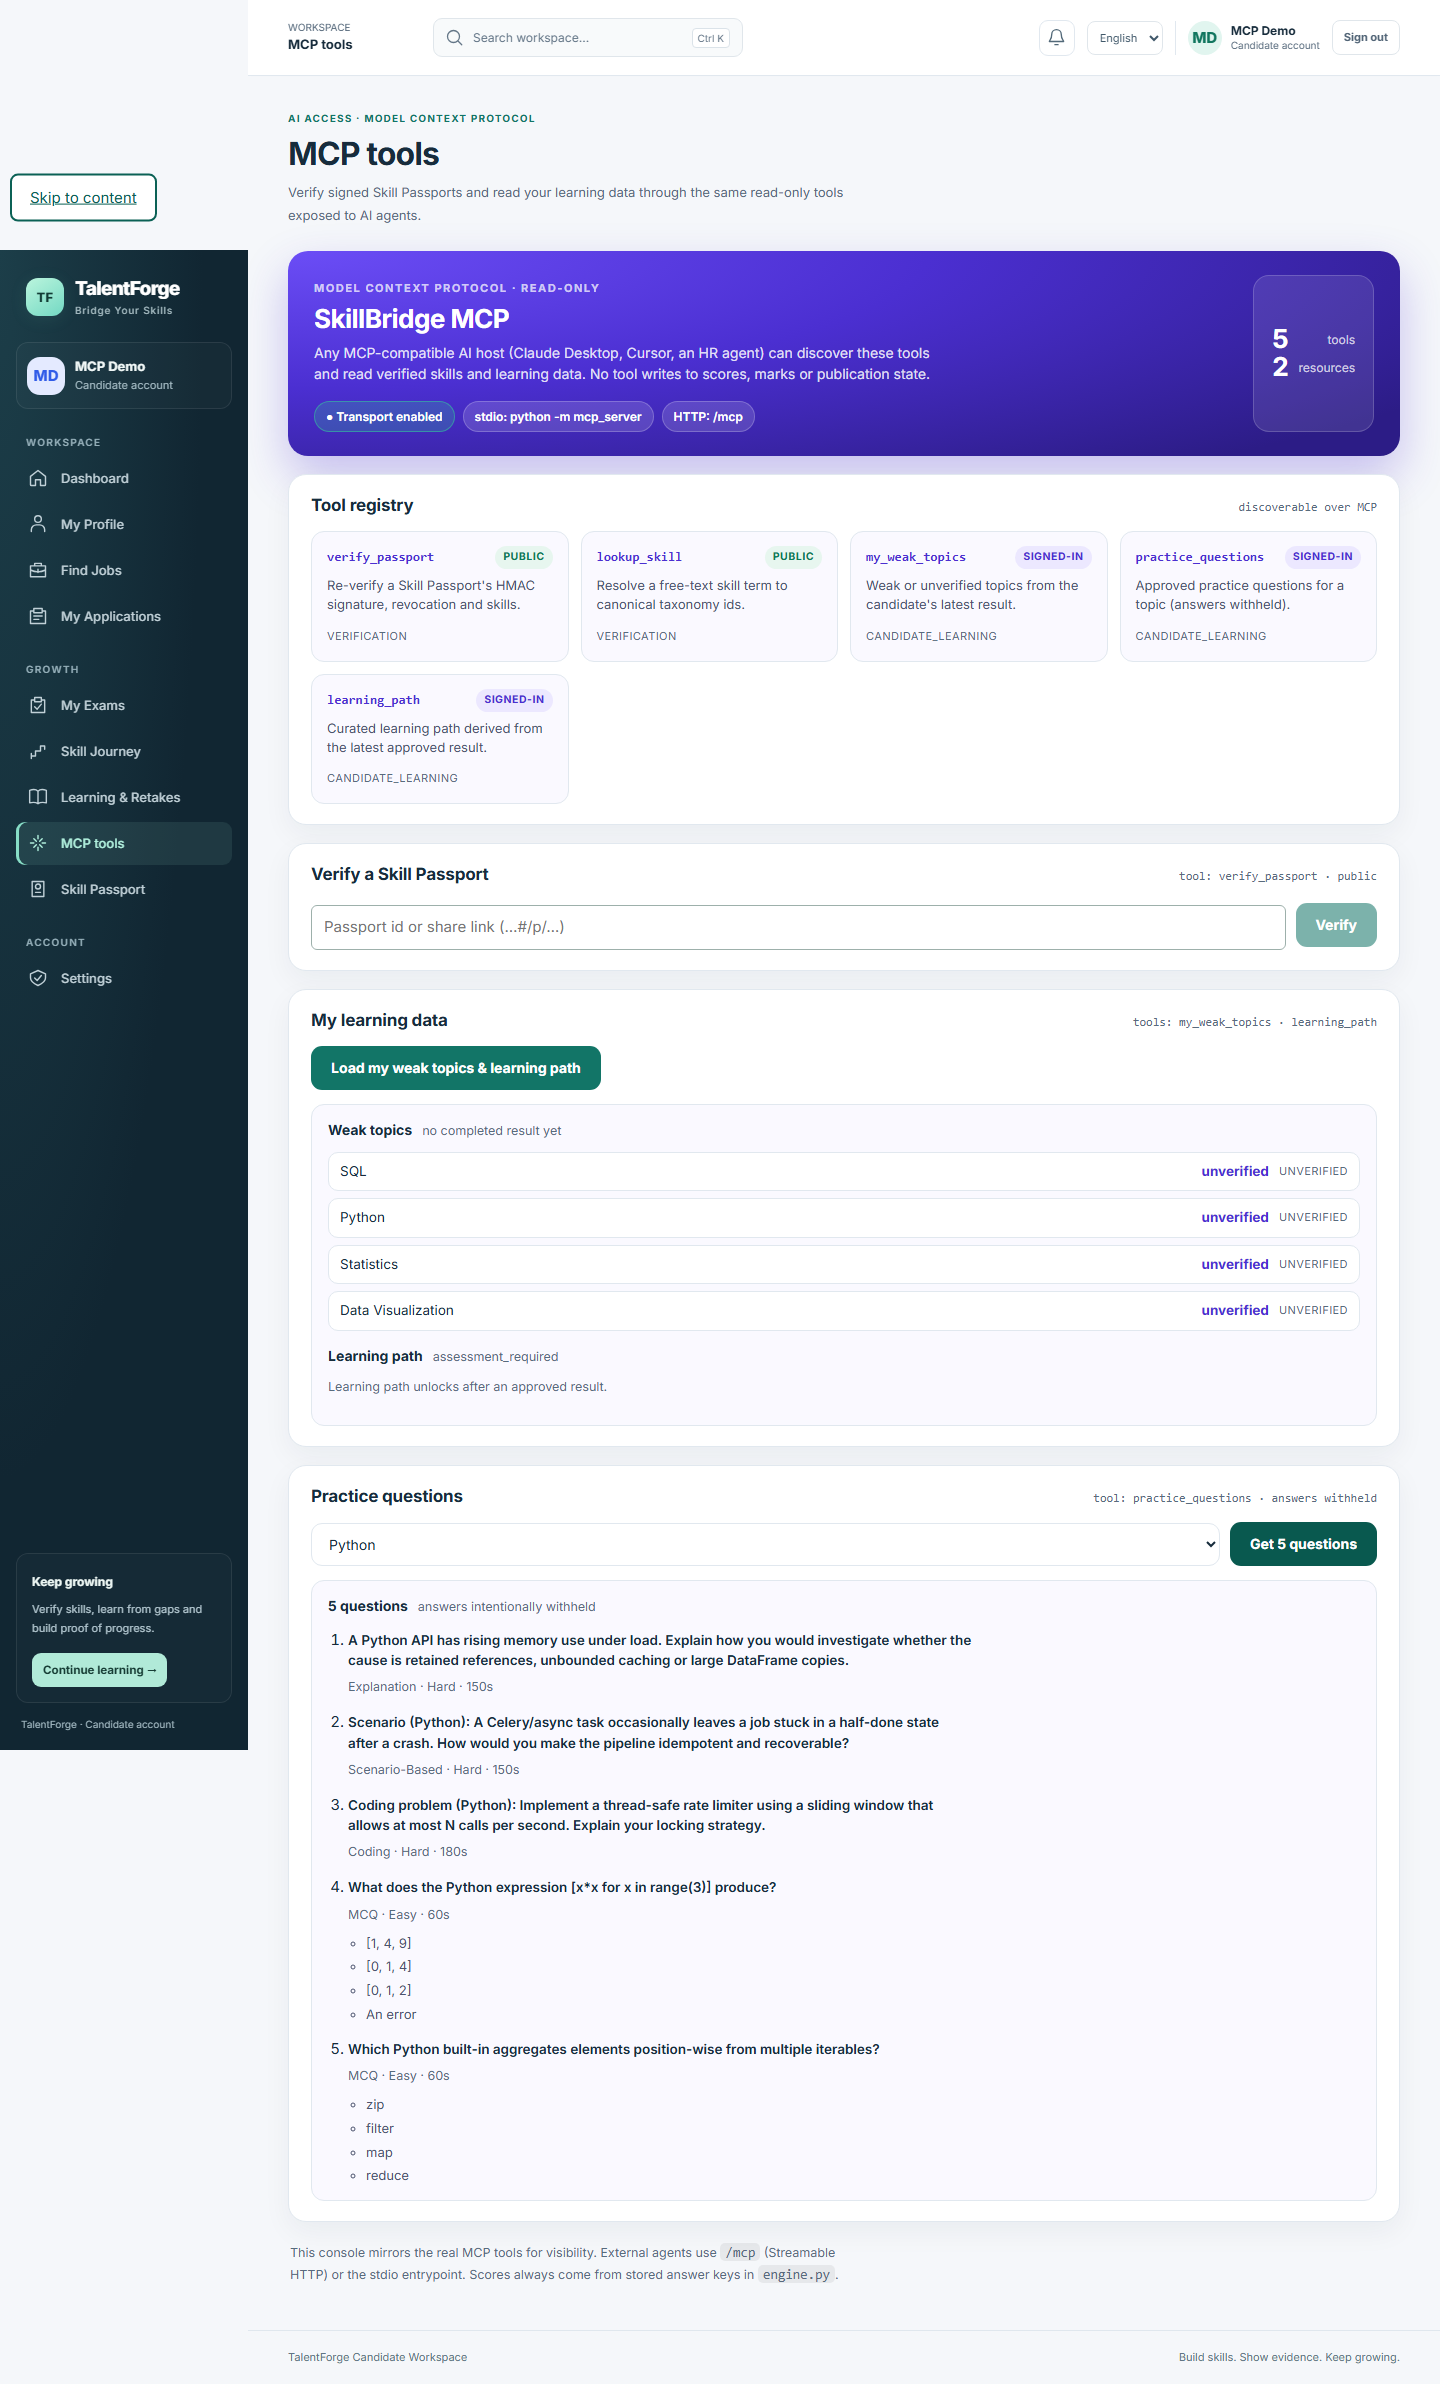 WORKSPACE
MCP tools
Search workspace...
Ctrl K
English
MD
MCP Demo
Candidate account
Sign out
Skip to content
TF
TalentForge
Bridge Your Skills
MD
MCP Demo
Candidate account
WORKSPACE
Dashboard
My Profile
Find Jobs
My Applications
GROWTH
My Exams
Skill Journey
Learning & Retakes
MCP tools
Skill Passport
ACCOUNT
Settings
Keep growing
Verify skills, learn from gaps and
build proof of progress.
Continue learning →
TalentForge · Candidate account
AI ACCESS · MODEL CONTEXT PROTOCOL
MCP tools
Verify signed Skill Passports and read your learning data through the same read-only tools
exposed to AI agents.
MODEL CONTEXT PROTOCOL · READ-ONLY
SkillBridge MCP
Any MCP-compatible AI host (Claude Desktop, Cursor, an HR agent) can discover these tools
and read verified skills and learning data. No tool writes to scores, marks or publication state.
● Transport enabled
stdio: python -m mcp_server
HTTP: /mcp
5 tools
2 resources
Tool registry
discoverable over MCP
verify_passport PUBLIC
Re-verify a Skill Passport's HMAC
signature, revocation and skills.
VERIFICATION
lookup_skill PUBLIC
Resolve a free-text skill term to
canonical taxonomy ids.
VERIFICATION
my_weak_topics SIGNED-IN
Weak or unverified topics from the
candidate's latest result.
CANDIDATE_LEARNING
practice_questions SIGNED-IN
Approved practice questions for a
topic (answers withheld).
CANDIDATE_LEARNING
learning_path SIGNED-IN
Curated learning path derived from
the latest approved result.
CANDIDATE_LEARNING
Verify a Skill Passport
tool: verify_passport · public
Passport id or share link (...#/p/...)
Verify
My learning data
tools: my_weak_topics · learning_path
Load my weak topics & learning path
Weak topics no completed result yet
SQL unverified UNVERIFIED
Python unverified UNVERIFIED
Statistics unverified UNVERIFIED
Data Visualization unverified UNVERIFIED
Learning path assessment_required
Learning path unlocks after an approved result.
Practice questions
tool: practice_questions · answers withheld
Python
Get 5 questions
5 questions answers intentionally withheld
1. A Python API has rising memory use under load. Explain how you would investigate whether the
cause is retained references, unbounded caching or large DataFrame copies.
Explanation · Hard · 150s
2. Scenario (Python): A Celery/async task occasionally leaves a job stuck in a half-done state
after a crash. How would you make the pipeline idempotent and recoverable?
Scenario-Based · Hard · 150s
3. Coding problem (Python): Implement a thread-safe rate limiter using a sliding window that
allows at most N calls per second. Explain your locking strategy.
Coding · Hard · 180s
4. What does the Python expression [x*x for x in range(3)] produce?
MCQ · Easy · 60s
[1, 4, 9]
[0, 1, 4]
[0, 1, 2]
An error
5. Which Python built-in aggregates elements position-wise from multiple iterables?
MCQ · Easy · 60s
zip
filter
map
reduce
This console mirrors the real MCP tools for visibility. External agents use /mcp (Streamable
HTTP) or the stdio entrypoint. Scores always come from stored answer keys in engine.py.
TalentForge Candidate Workspace
Build skills. Show evidence. Keep growing.